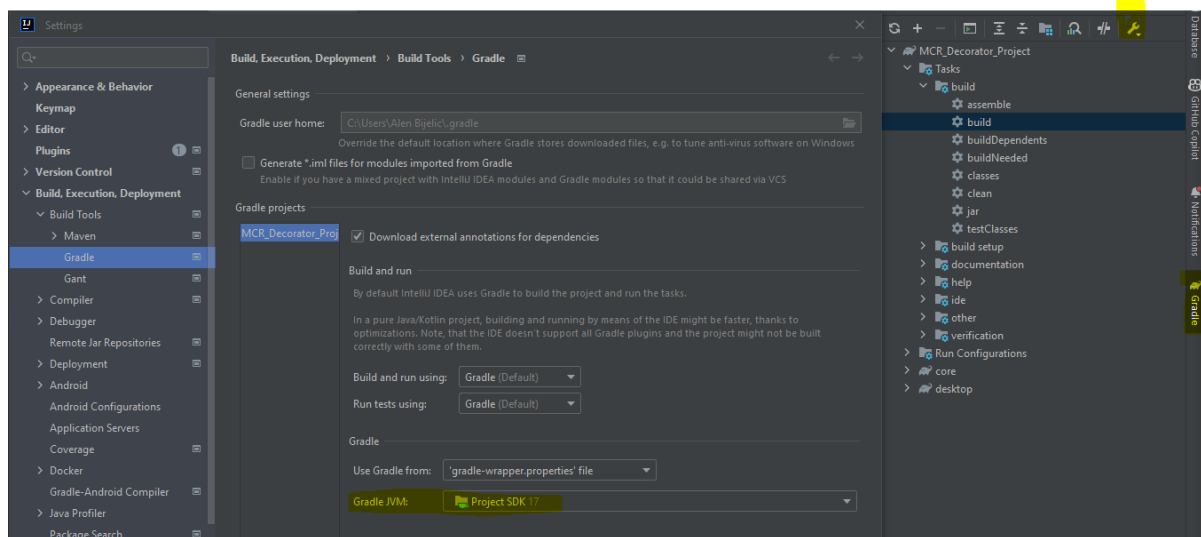 Settings
Appearance & Behavior
Keymap
Editor
Plugins 1
Version Control
Build, Execution, Deployment
Build Tools
Maven
Gradle
Gant
Compiler
Debugger
Remote Jar Repositories
Deployment
Android
Android Configurations
Application Servers
Coverage
Docker
Gradle-Android Compiler
Java Profiler
Package Search
Build, Execution, Deployment › Build Tools › Gradle
General settings
Gradle user home: C:\Users\Alen Bijelic\.gradle
Override the default location where Gradle stores downloaded files, e.g. to tune anti-virus software on Windows
Generate *.iml files for modules imported from Gradle
Enable if you have a mixed project with IntelliJ IDEA modules and Gradle modules so that it could be shared via VCS
Gradle projects
MCR_Decorator_Proj
Download external annotations for dependencies
Build and run
By default IntelliJ IDEA uses Gradle to build the project and run the tasks.
In a pure Java/Kotlin project, building and running by means of the IDE might be faster, thanks to
optimizations. Note, that the IDE doesn't support all Gradle plugins and the project might not be built
correctly with some of them.
Build and run using: Gradle (Default)
Run tests using: Gradle (Default)
Gradle
Use Gradle from: 'gradle-wrapper.properties' file
Gradle JVM: Project SDK 17
MCR_Decorator_Project
Tasks
build
assemble
build
buildDependents
buildNeeded
classes
clean
jar
testClasses
build setup
documentation
help
ide
other
verification
Run Configurations
core
desktop
Database
GitHub Copilot
Notifications
Gradle